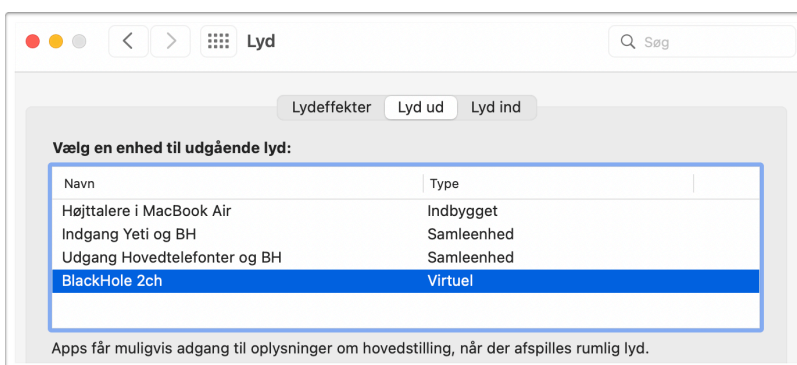 Lyd
Søg
Lydeffekter Lyd ud Lyd ind
Vælg en enhed til udgående lyd:
Navn Type
Højttalere i MacBook Air Indbygget
Indgang Yeti og BH Samleenhed
Udgang Hovedtelefonter og BH Samleenhed
BlackHole 2ch Virtuel
Apps får muligvis adgang til oplysninger om hovedstilling, når der afspilles rumlig lyd.